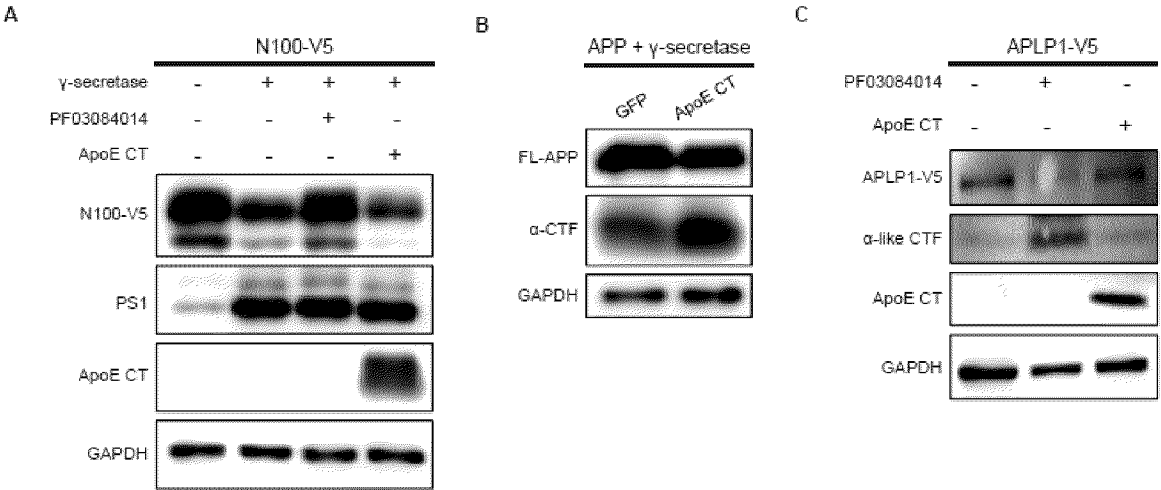 A
N100-V5
γ-secretase - + + +
PF03084014 - - + -
ApoE CT - - - +
N100-V5
PS1
ApoE CT
GAPDH
B
APP + γ-secretase
GFP ApoE CT
FL-APP
α-CTF
GAPDH
C
APLP1-V5
PF03084014 - + -
ApoE CT - - +
APLP1-V5
α-like CTF
ApoE CT
GAPDH